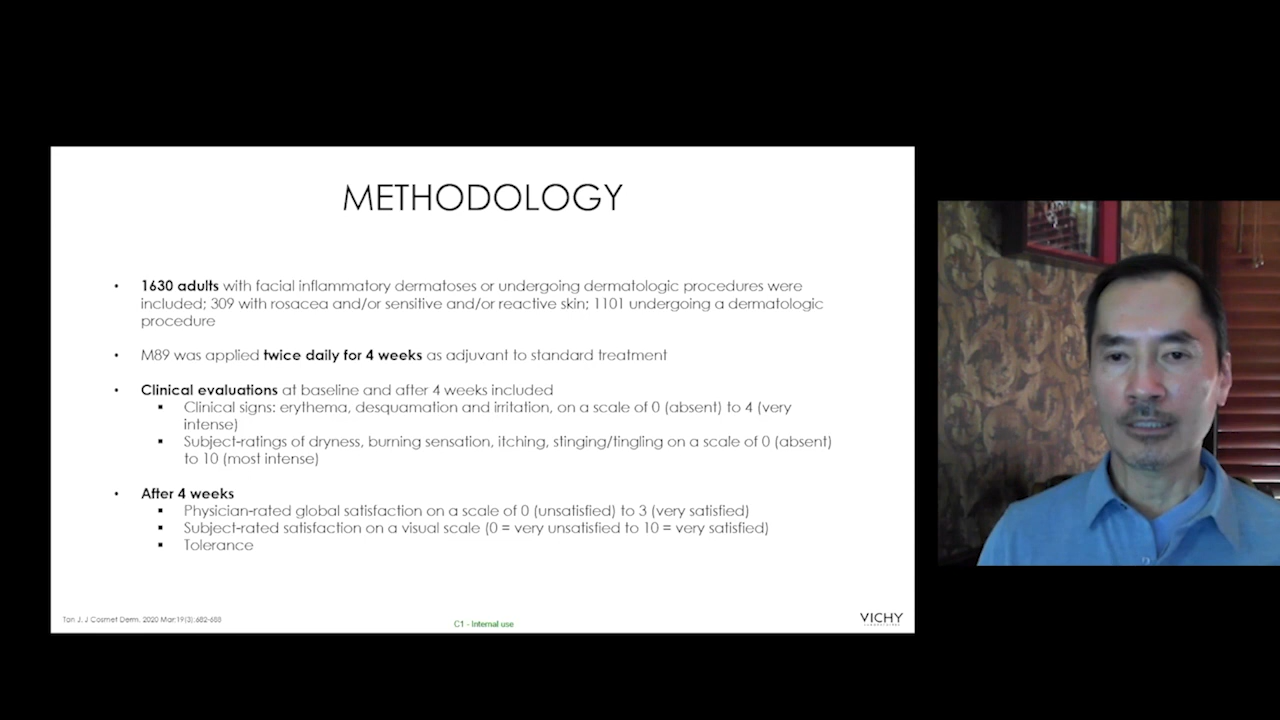 METHODOLOGY
• 1630 adults with facial inflammatory dermatoses or undergoing dermatologic procedures were
included; 309 with rosacea and/or sensitive and/or reactive skin; 1101 undergoing a dermatologic
procedure
• M89 was applied twice daily for 4 weeks as adjuvant to standard treatment
• Clinical evaluations at baseline and after 4 weeks included
▪ Clinical signs: erythema, desquamation and irritation, on a scale of 0 (absent) to 4 (very
intense)
▪ Subject-ratings of dryness, burning sensation, itching, stinging/tingling on a scale of 0 (absent)
to 10 (most intense)
• After 4 weeks
▪ Physician-rated global satisfaction on a scale of 0 (unsatisfied) to 3 (very satisfied)
▪ Subject-rated satisfaction on a visual scale (0 = very unsatisfied to 10 = very satisfied)
▪ Tolerance
Tan J. J Cosmet Derm. 2020 Mar;19(3):682-688
C1 - Internal use
VICHY
LABORATOIRES